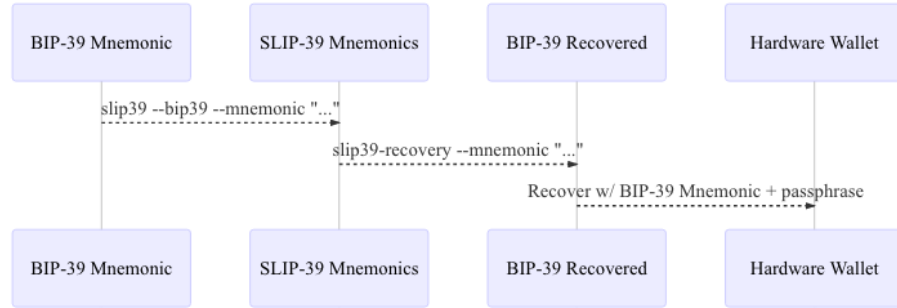 BIP-39 Mnemonic
SLIP-39 Mnemonics
BIP-39 Recovered
Hardware Wallet
slip39 --bip39 --mnemonic "..."
slip39-recovery --mnemonic "..."
Recover w/ BIP-39 Mnemonic + passphrase
BIP-39 Mnemonic
SLIP-39 Mnemonics
BIP-39 Recovered
Hardware Wallet